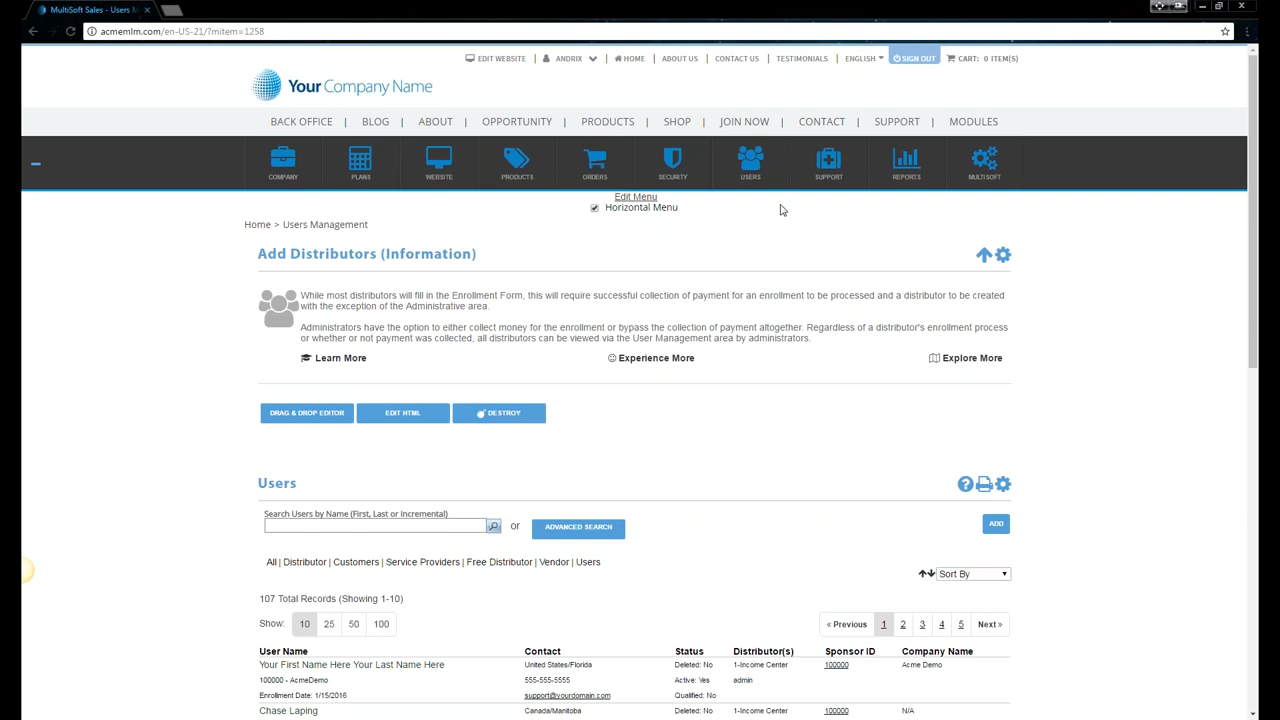 MultiSoft Sales - Users M
acmemlm.com/en-US-21/?mitem=1258
EDIT WEBSITE ANDRIX HOME ABOUT US CONTACT US TESTIMONIALS ENGLISH SIGN OUT CART: 0 ITEM(S)
Your Company Name
BACK OFFICE | BLOG | ABOUT | OPPORTUNITY | PRODUCTS | SHOP | JOIN NOW | CONTACT | SUPPORT | MODULES
COMPANY PLANS WEBSITE PRODUCTS ORDERS SECURITY USERS SUPPORT REPORTS MULTISOFT
Edit Menu
Horizontal Menu
Home > Users Management
Add Distributors (Information)
While most distributors will fill in the Enrollment Form, this will require successful collection of payment for an enrollment to be processed and a distributor to be created
with the exception of the Administrative area.
Administrators have the option to either collect money for the enrollment or bypass the collection of payment altogether. Regardless of a distributor's enrollment process
or whether or not payment was collected, all distributors can be viewed via the User Management area by administrators.
Learn More Experience More Explore More
DRAG & DROP EDITOR EDIT HTML DESTROY
Users
Search Users by Name (First, Last or Incremental)
or ADVANCED SEARCH ADD
All | Distributor | Customers | Service Providers | Free Distributor | Vendor | Users
Sort By
107 Total Records (Showing 1-10)
Show: 10 25 50 100 « Previous 1 2 3 4 5 Next »
User Name Contact Status Distributor(s) Sponsor ID Company Name
Your First Name Here Your Last Name Here United States/Florida Deleted: No 1-Income Center 100000 Acme Demo
100000 - AcmeDemo 555-555-5555 Active: Yes admin
Enrollment Date: 1/15/2016 support@yourdomain.com Qualified: No
Chase Laping Canada/Manitoba Deleted: No 1-Income Center 100000 N/A